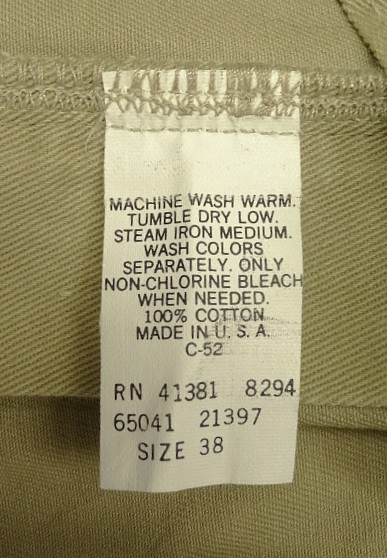 MACHINE WASH WARM.
TUMBLE DRY LOW.
STEAM IRON MEDIUM.
WASH COLORS
SEPARATELY. ONLY
NON-CHLORINE BLEACH
WHEN NEEDED.
100% COTTON
MADE IN U. S. A.
C-52
RN 41381 8294
65041 21397
SIZE 38